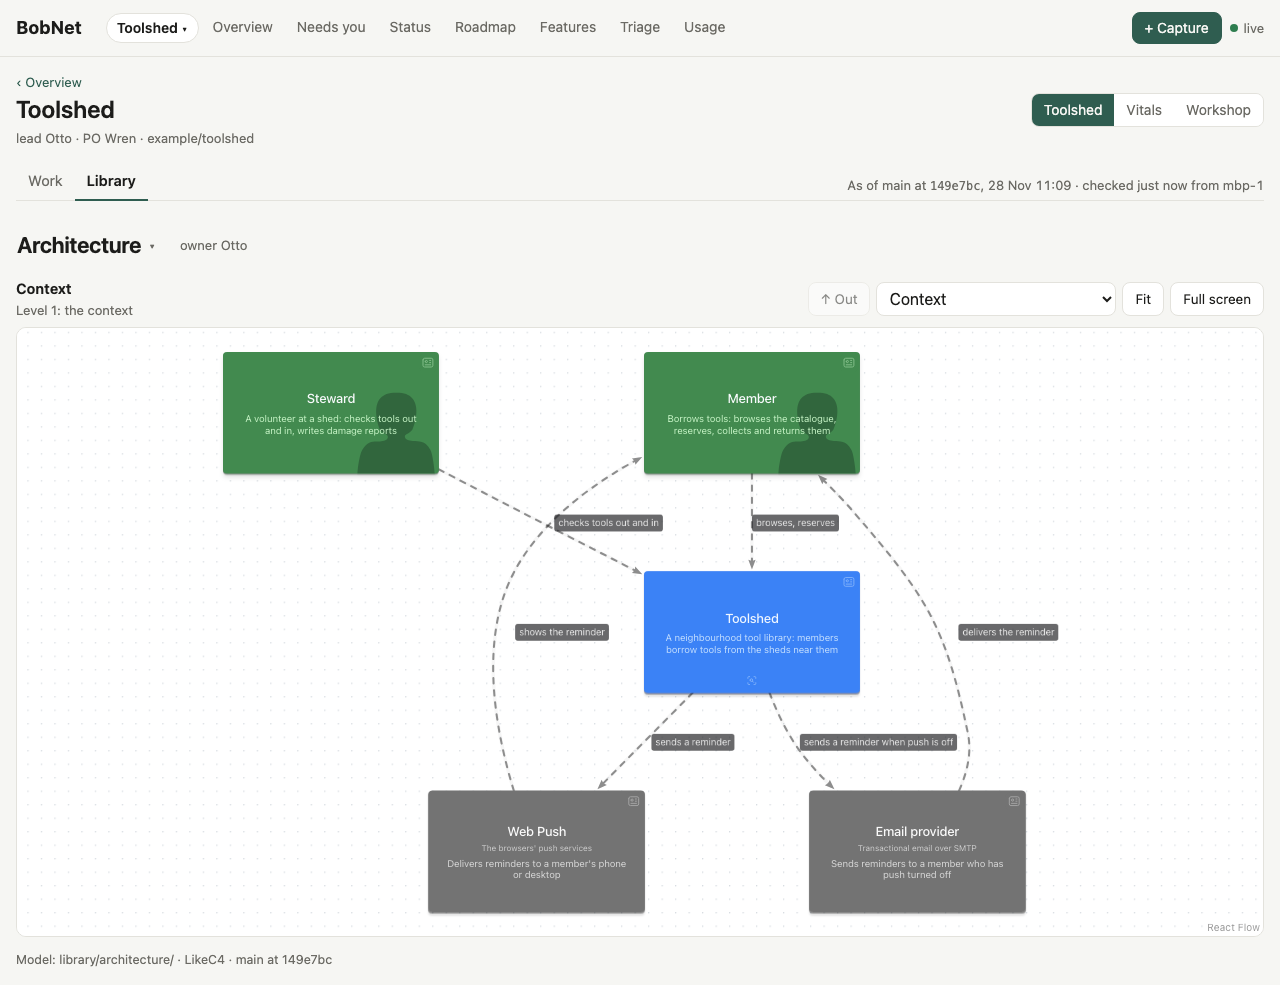 BobNet
Toolshed ▾
Overview
Needs you
Status
Roadmap
Features
Triage
Usage
+ Capture
live
‹ Overview
Toolshed
lead Otto · PO Wren · example/toolshed
Toolshed
Vitals
Workshop
Work
Library
As of main at 149e7bc, 28 Nov 11:09 · checked just now from mbp-1
Architecture ▾
owner Otto
Context
Level 1: the context
↑ Out
Context
Fit
Full screen
Steward
A volunteer at a shed: checks tools out
and in, writes damage reports
Member
Borrows tools: browses the catalogue,
reserves, collects and returns them
checks tools out and in
browses, reserves
Toolshed
A neighbourhood tool library: members
borrow tools from the sheds near them
shows the reminder
delivers the reminder
sends a reminder
sends a reminder when push is off
Web Push
The browsers' push services
Delivers reminders to a member's phone
or desktop
Email provider
Transactional email over SMTP
Sends reminders to a member who has
push turned off
React Flow
Model: library/architecture/ · LikeC4 · main at 149e7bc